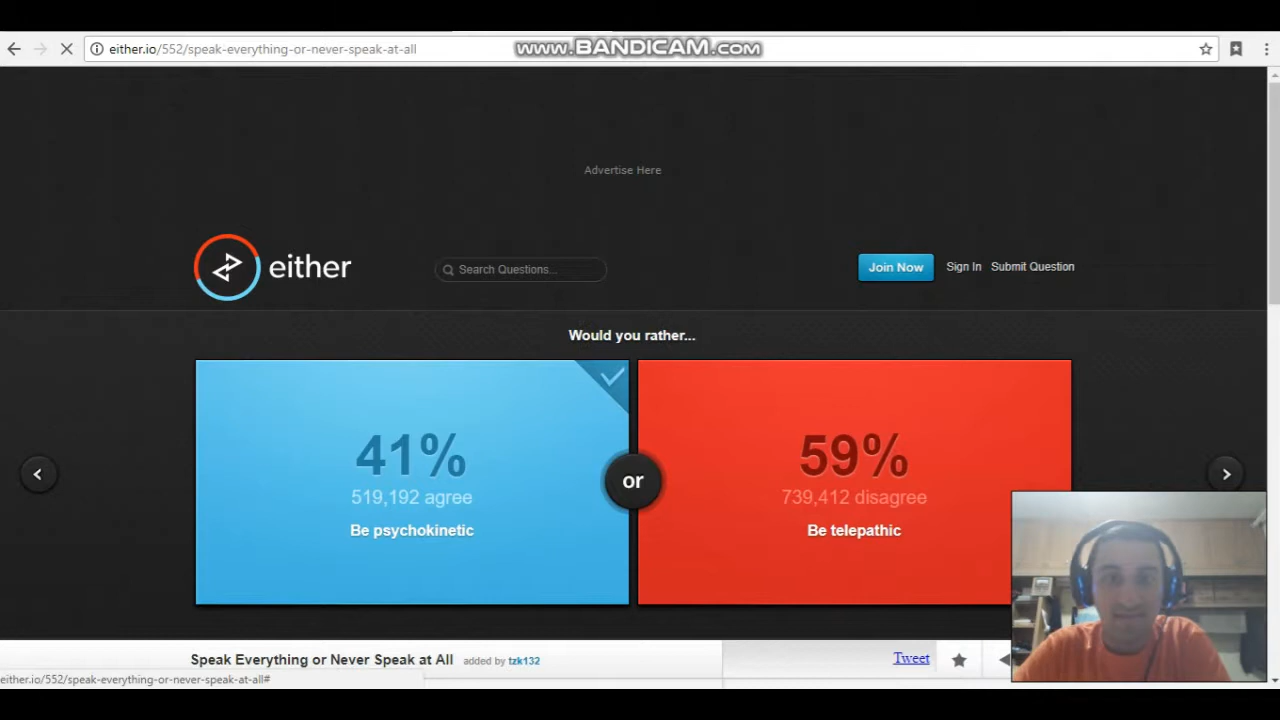 either.io/552/speak-everything-or-never-speak-at-all
www.BANDICAM.com
Advertise Here
either
Search Questions...
Join Now
Sign In
Submit Question
Would you rather...
41%
519,192 agree
Be psychokinetic
or
59%
739,412 disagree
Be telepathic
Speak Everything or Never Speak at All added by tzk132
Tweet
either.io/552/speak-everything-or-never-speak-at-all#